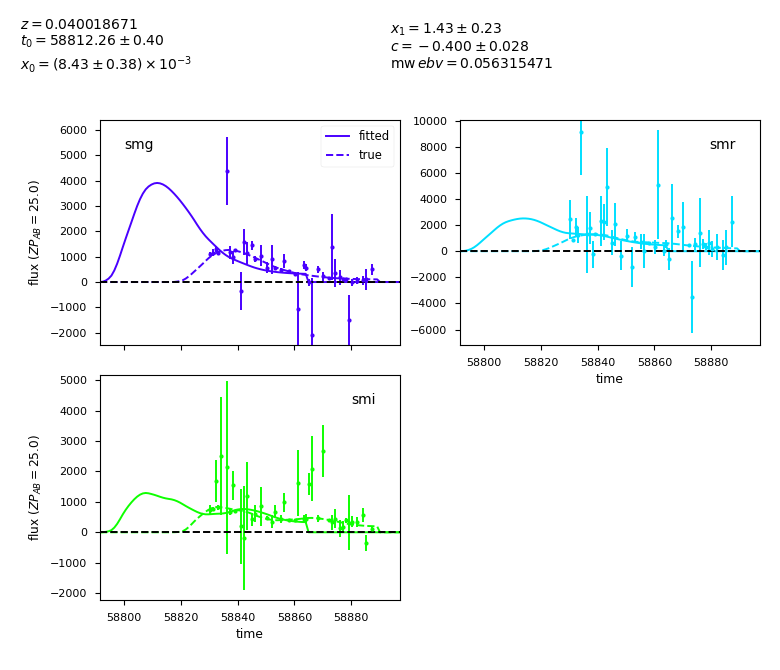 z = 0.040018671
t₀ = 58812.26 ± 0.40
x₀ = (8.43 ± 0.38) × 10⁻³
x₁ = 1.43 ± 0.23
c = −0.400 ± 0.028
mw ebv = 0.056315471
smg
fitted
true
6000
5000
4000
3000
2000
1000
0
−1000
−2000
flux (ZP_AB = 25.0)
smr
10000
8000
6000
4000
2000
0
−2000
−4000
−6000
58800 58820 58840 58860 58880
time
smi
5000
4000
3000
2000
1000
0
−1000
−2000
flux (ZP_AB = 25.0)
58800 58820 58840 58860 58880
time